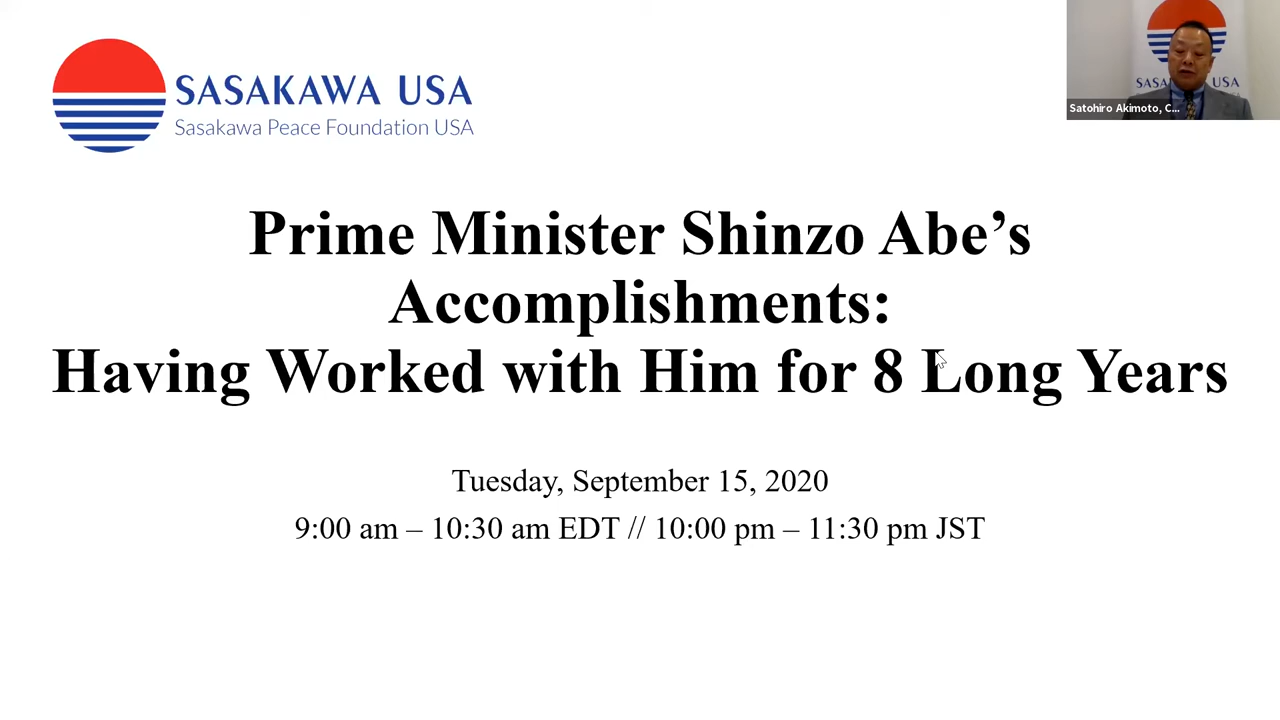 SASAKAWA USA
Sasakawa Peace Foundation USA
Satohiro Akimoto, C...
Prime Minister Shinzo Abe’s
Accomplishments:
Having Worked with Him for 8 Long Years
Tuesday, September 15, 2020
9:00 am – 10:30 am EDT // 10:00 pm – 11:30 pm JST